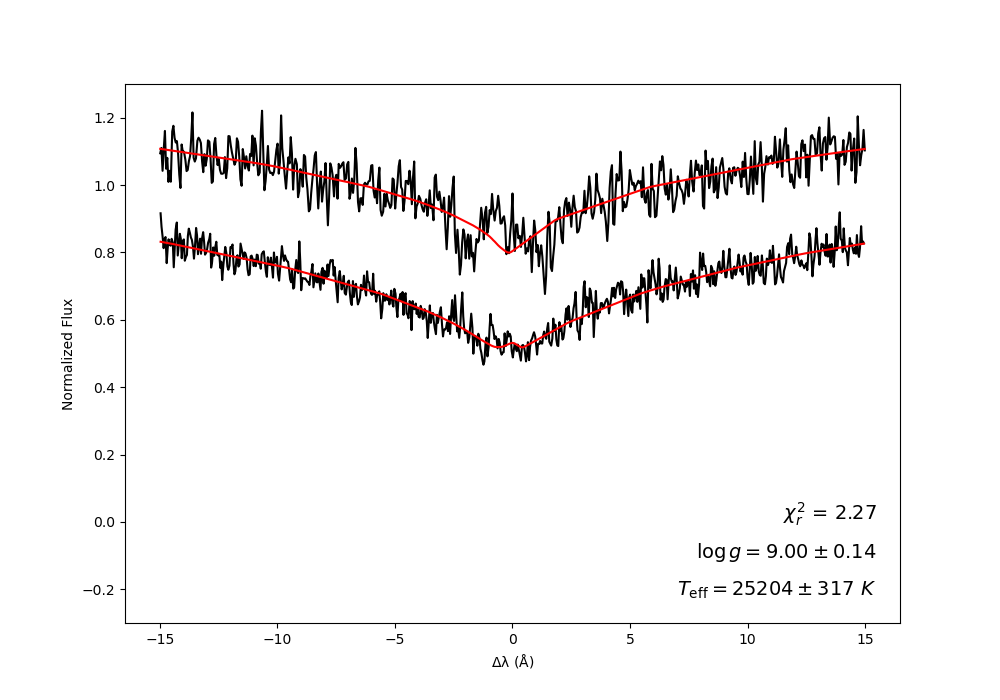 1.2
1.0
0.8
0.6
0.4
0.2
0.0
−0.2
Normalized Flux
χ²ᵣ = 2.27
log g = 9.00 ± 0.14
T_eff = 25204 ± 317 K
−15 −10 −5 0 5 10 15
Δλ (Å)